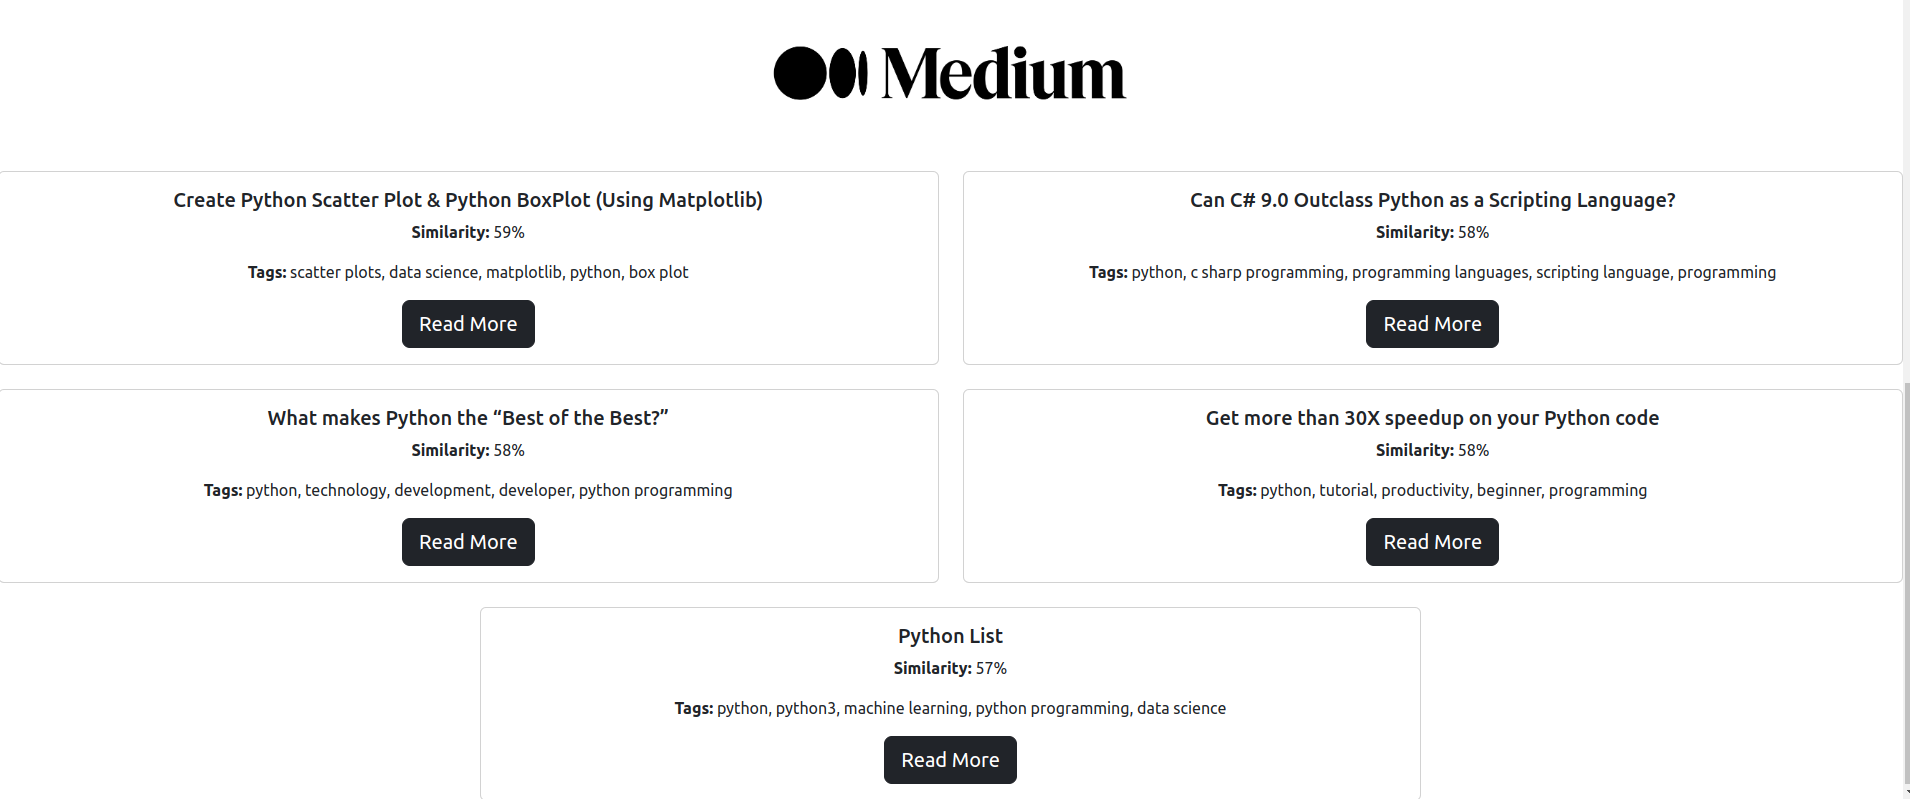 Medium
Create Python Scatter Plot & Python BoxPlot (Using Matplotlib)
Similarity: 59%
Tags: scatter plots, data science, matplotlib, python, box plot
Read More
Can C# 9.0 Outclass Python as a Scripting Language?
Similarity: 58%
Tags: python, c sharp programming, programming languages, scripting language, programming
Read More
What makes Python the “Best of the Best?”
Similarity: 58%
Tags: python, technology, development, developer, python programming
Read More
Get more than 30X speedup on your Python code
Similarity: 58%
Tags: python, tutorial, productivity, beginner, programming
Read More
Python List
Similarity: 57%
Tags: python, python3, machine learning, python programming, data science
Read More